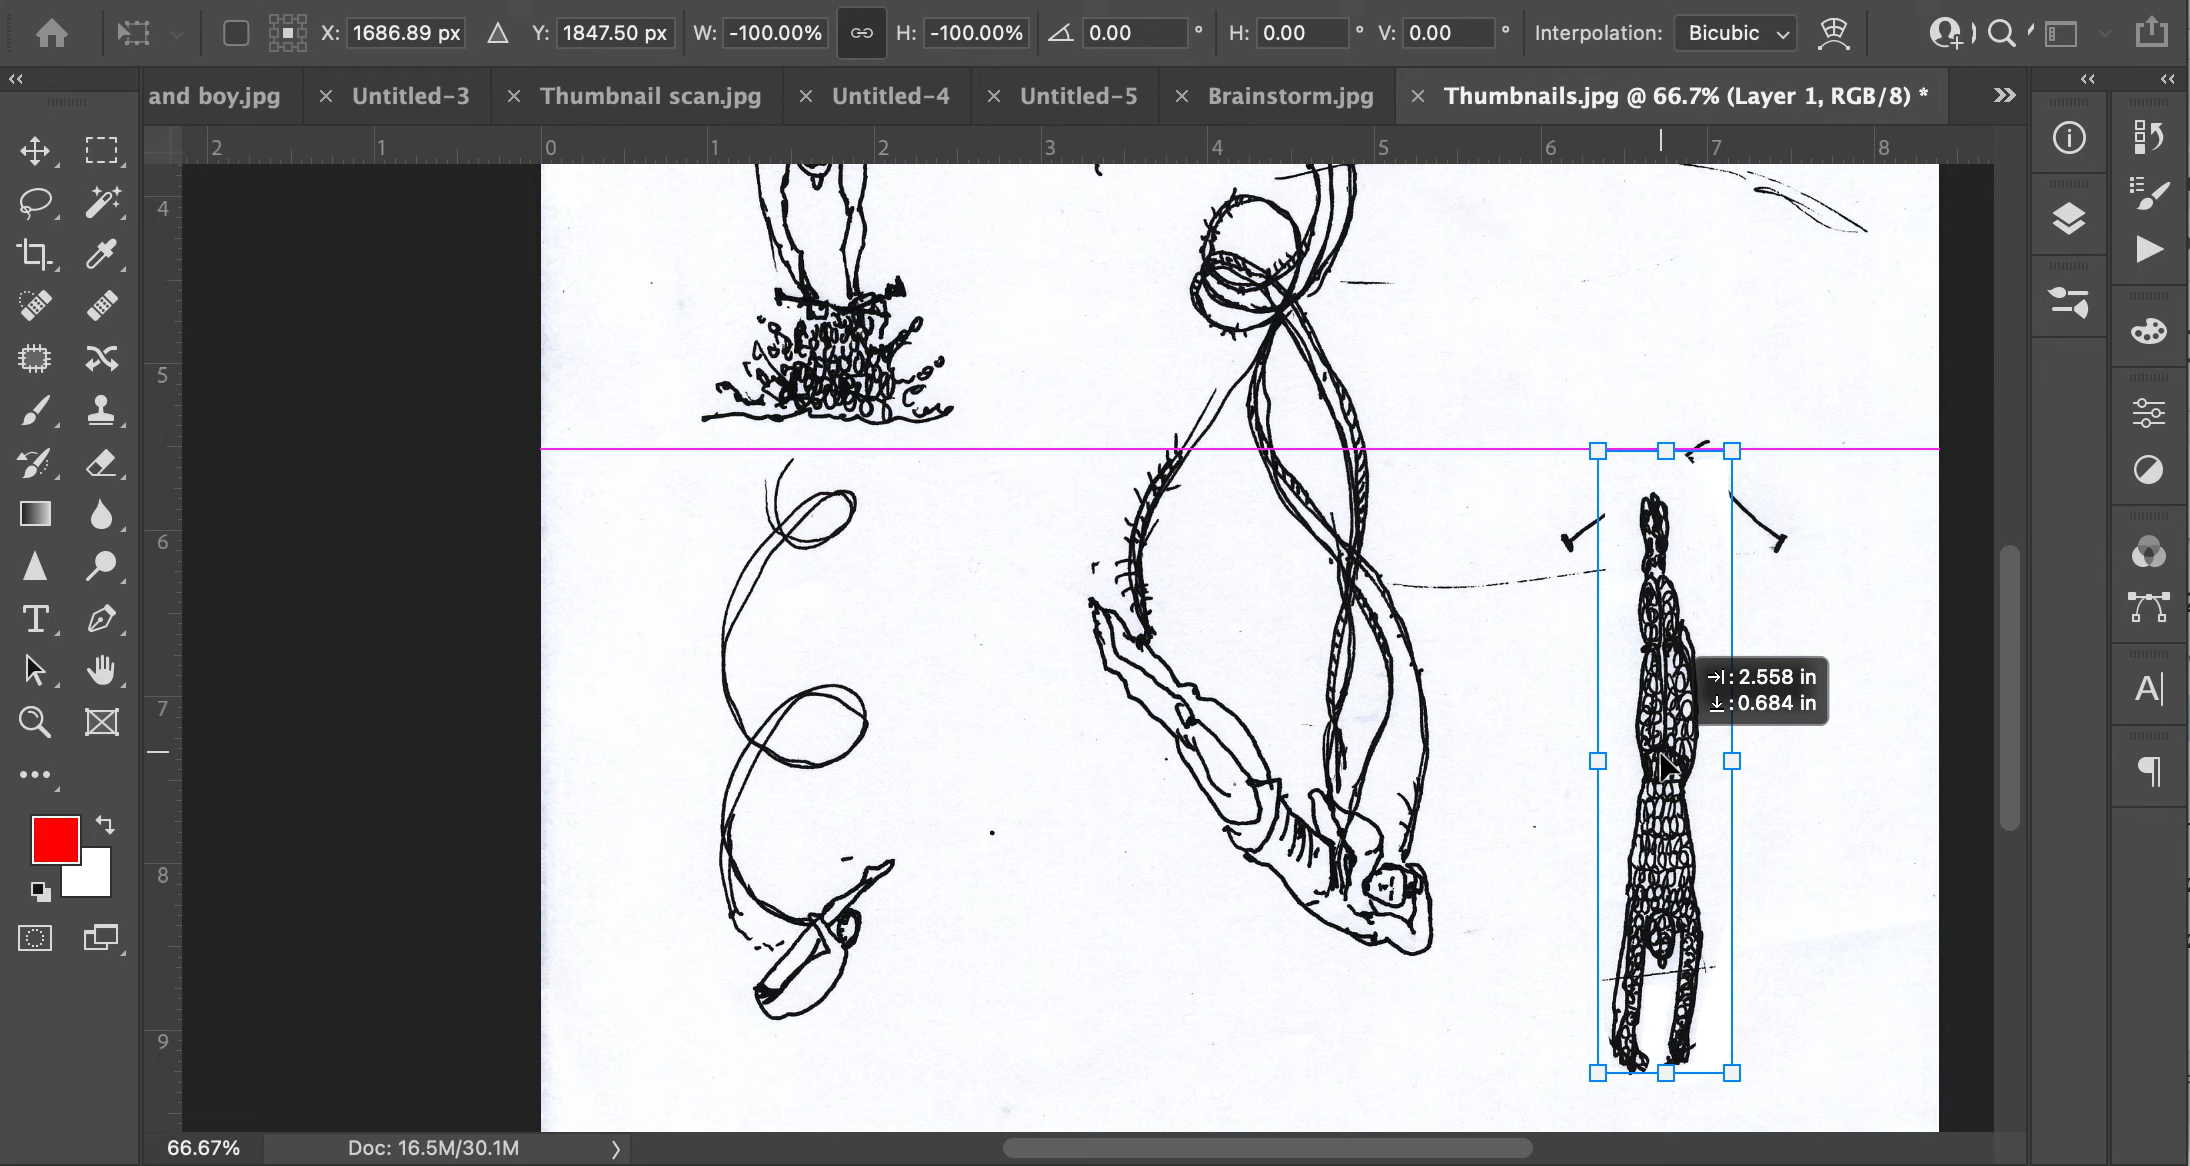 X: 1686.89 px Y: 1847.50 px W: -100.00% H: -100.00% 0.00 ° H: 0.00 ° V: 0.00 ° Interpolation: Bicubic
and boy.jpg × Untitled-3 × Thumbnail scan.jpg × Untitled-4 × Untitled-5 × Brainstorm.jpg × Thumbnails.jpg @ 66.7% (Layer 1, RGB/8) *
2 1 0 1 2 3 4 5 6 7 8
4
5
6
7
8
9
: 2.558 in
: 0.684 in
66.67% Doc: 16.5M/30.1M